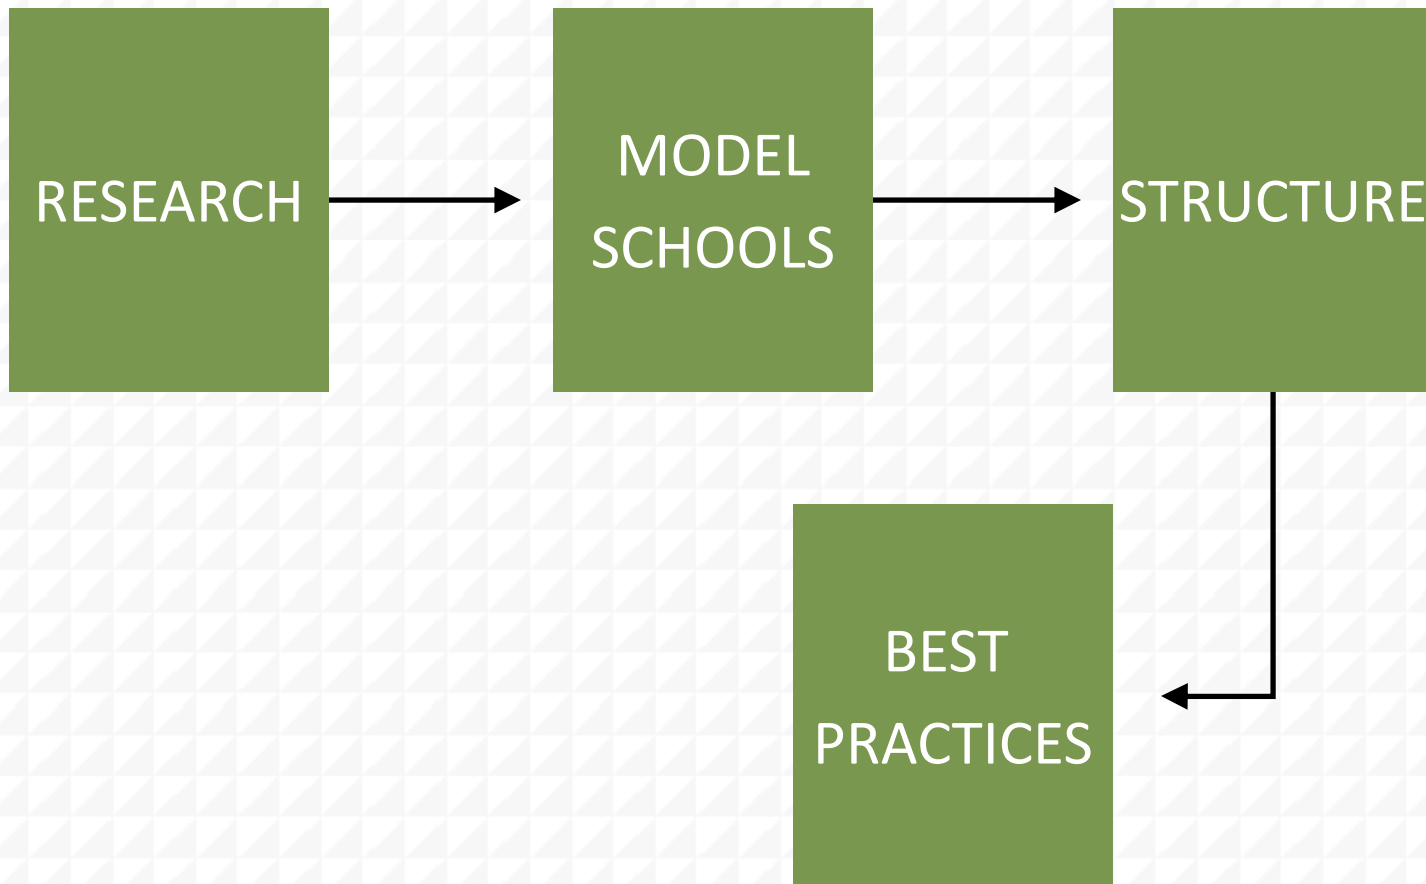 RESEARCH
MODEL
SCHOOLS
STRUCTURE
BEST
PRACTICES